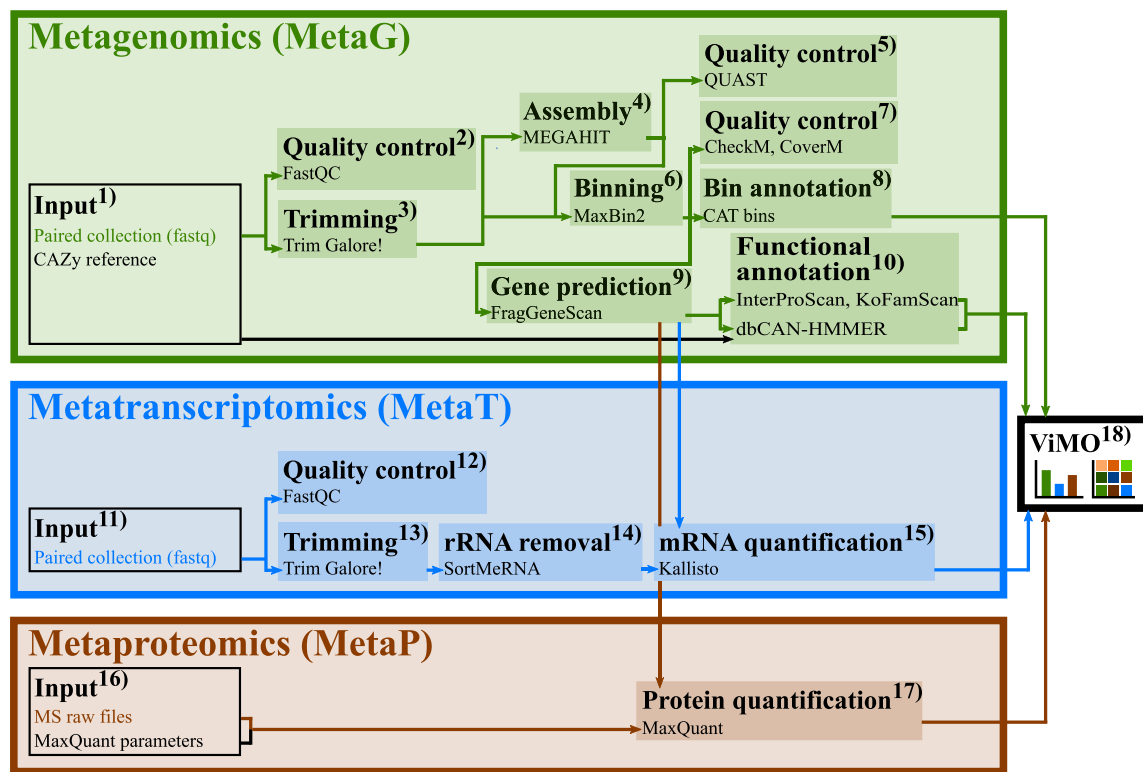 Metagenomics (MetaG)
Input1)
Paired collection (fastq)
CAZy reference
Quality control2)
FastQC
Trimming3)
Trim Galore!
Assembly4)
MEGAHIT
Quality control5)
QUAST
Binning6)
MaxBin2
Quality control7)
CheckM, CoverM
Bin annotation8)
CAT bins
Gene prediction9)
FragGeneScan
Functional
annotation10)
InterProScan, KoFamScan
dbCAN-HMMER
Metatranscriptomics (MetaT)
Input11)
Paired collection (fastq)
Quality control12)
FastQC
Trimming13)
Trim Galore!
rRNA removal14)
SortMeRNA
mRNA quantification15)
Kallisto
Metaproteomics (MetaP)
Input16)
MS raw files
MaxQuant parameters
Protein quantification17)
MaxQuant
ViMO18)